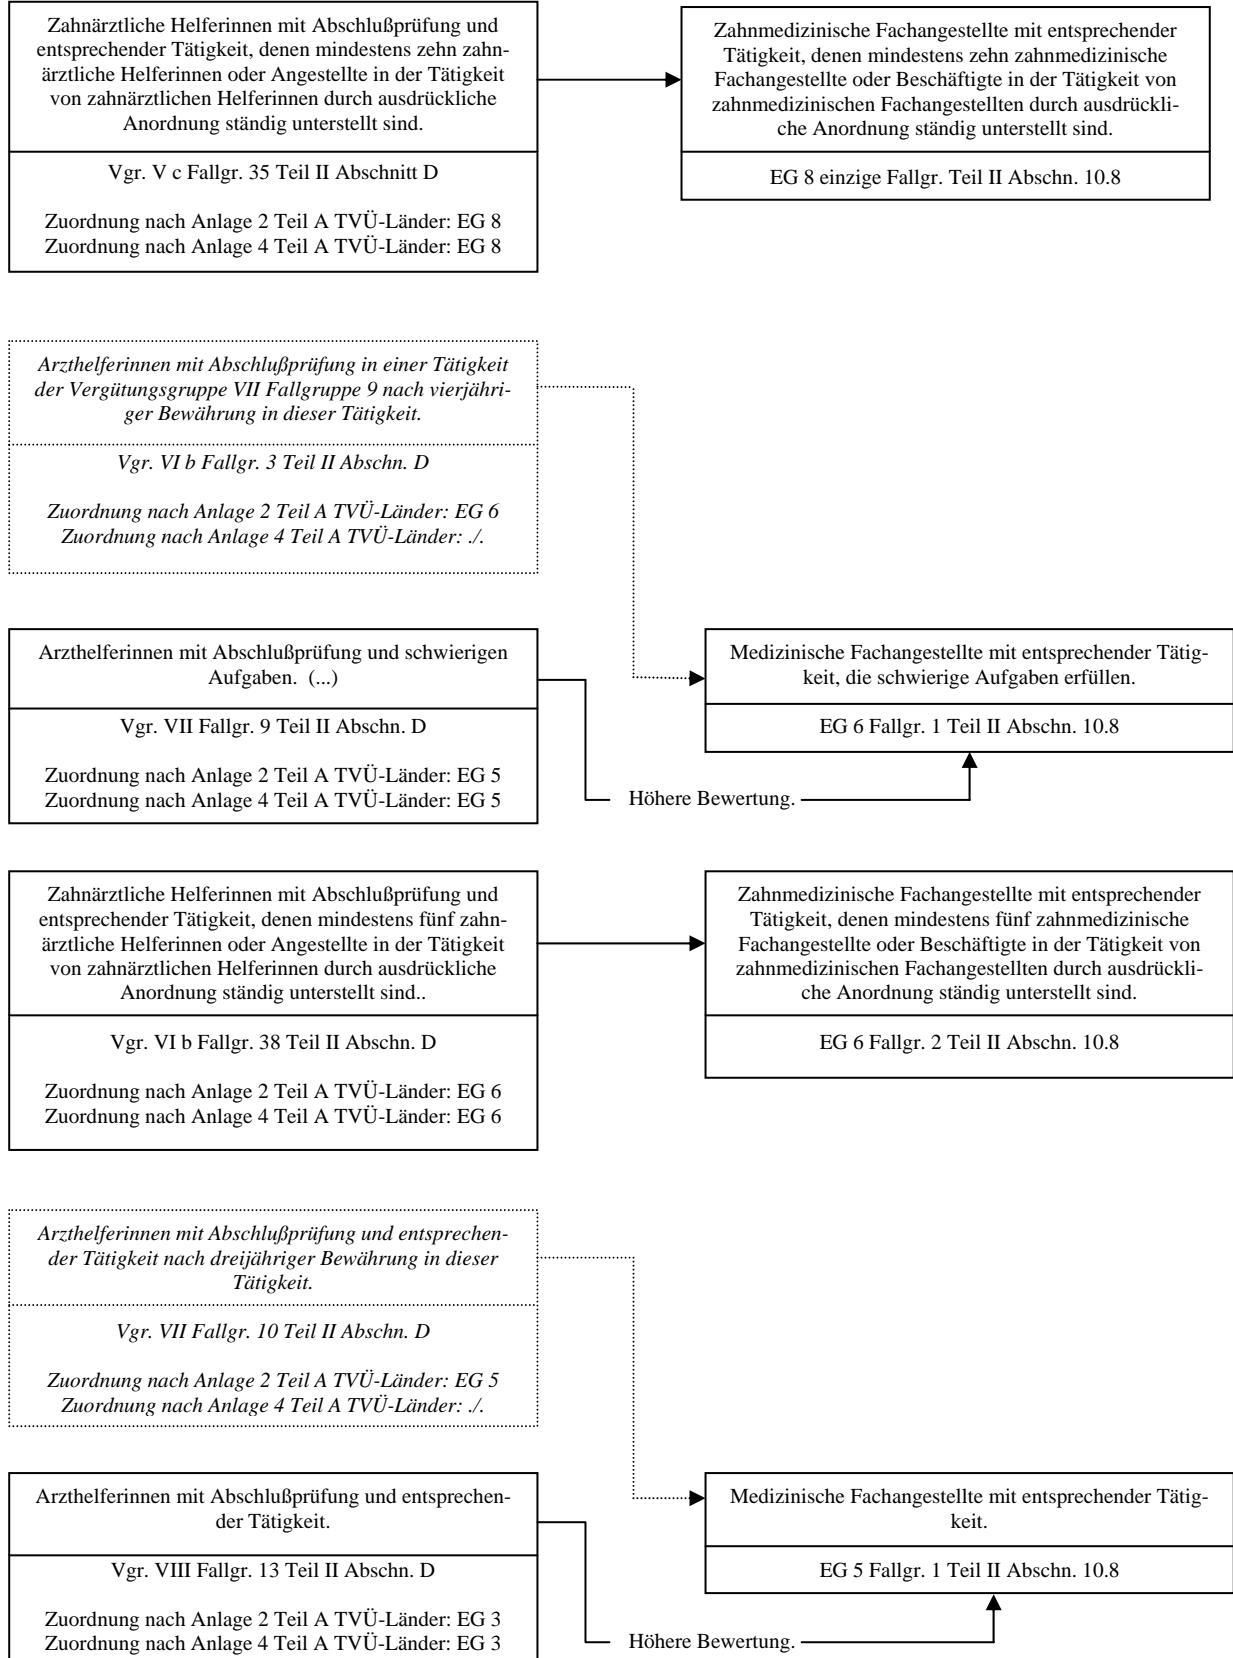 Zahnärztliche Helferinnen mit Abschlußprüfung und
entsprechender Tätigkeit, denen mindestens zehn zahn-
ärztliche Helferinnen oder Angestellte in der Tätigkeit
von zahnärztlichen Helferinnen durch ausdrückliche
Anordnung ständig unterstellt sind.
Vgr. V c Fallgr. 35 Teil II Abschnitt D
Zuordnung nach Anlage 2 Teil A TVÜ-Länder: EG 8
Zuordnung nach Anlage 4 Teil A TVÜ-Länder: EG 8
Zahnmedizinische Fachangestellte mit entsprechender
Tätigkeit, denen mindestens zehn zahnmedizinische
Fachangestellte oder Beschäftigte in der Tätigkeit von
zahnmedizinischen Fachangestellten durch ausdrückli-
che Anordnung ständig unterstellt sind.
EG 8 einzige Fallgr. Teil II Abschn. 10.8
Arzthelferinnen mit Abschlußprüfung in einer Tätigkeit
der Vergütungsgruppe VII Fallgruppe 9 nach vierjähri-
ger Bewährung in dieser Tätigkeit.
Vgr. VI b Fallgr. 3 Teil II Abschn. D
Zuordnung nach Anlage 2 Teil A TVÜ-Länder: EG 6
Zuordnung nach Anlage 4 Teil A TVÜ-Länder: ./.
Arzthelferinnen mit Abschlußprüfung und schwierigen
Aufgaben. (...)
Vgr. VII Fallgr. 9 Teil II Abschn. D
Zuordnung nach Anlage 2 Teil A TVÜ-Länder: EG 5
Zuordnung nach Anlage 4 Teil A TVÜ-Länder: EG 5
Medizinische Fachangestellte mit entsprechender Tätig-
keit, die schwierige Aufgaben erfüllen.
EG 6 Fallgr. 1 Teil II Abschn. 10.8
Höhere Bewertung.
Zahnärztliche Helferinnen mit Abschlußprüfung und
entsprechender Tätigkeit, denen mindestens fünf zahn-
ärztliche Helferinnen oder Angestellte in der Tätigkeit
von zahnärztlichen Helferinnen durch ausdrückliche
Anordnung ständig unterstellt sind..
Vgr. VI b Fallgr. 38 Teil II Abschn. D
Zuordnung nach Anlage 2 Teil A TVÜ-Länder: EG 6
Zuordnung nach Anlage 4 Teil A TVÜ-Länder: EG 6
Zahnmedizinische Fachangestellte mit entsprechender
Tätigkeit, denen mindestens fünf zahnmedizinische
Fachangestellte oder Beschäftigte in der Tätigkeit von
zahnmedizinischen Fachangestellten durch ausdrückli-
che Anordnung ständig unterstellt sind.
EG 6 Fallgr. 2 Teil II Abschn. 10.8
Arzthelferinnen mit Abschlußprüfung und entsprechen-
der Tätigkeit nach dreijähriger Bewährung in dieser
Tätigkeit.
Vgr. VII Fallgr. 10 Teil II Abschn. D
Zuordnung nach Anlage 2 Teil A TVÜ-Länder: EG 5
Zuordnung nach Anlage 4 Teil A TVÜ-Länder: ./.
Arzthelferinnen mit Abschlußprüfung und entsprechen-
der Tätigkeit.
Vgr. VIII Fallgr. 13 Teil II Abschn. D
Zuordnung nach Anlage 2 Teil A TVÜ-Länder: EG 3
Zuordnung nach Anlage 4 Teil A TVÜ-Länder: EG 3
Medizinische Fachangestellte mit entsprechender Tätig-
keit.
EG 5 Fallgr. 1 Teil II Abschn. 10.8
Höhere Bewertung.